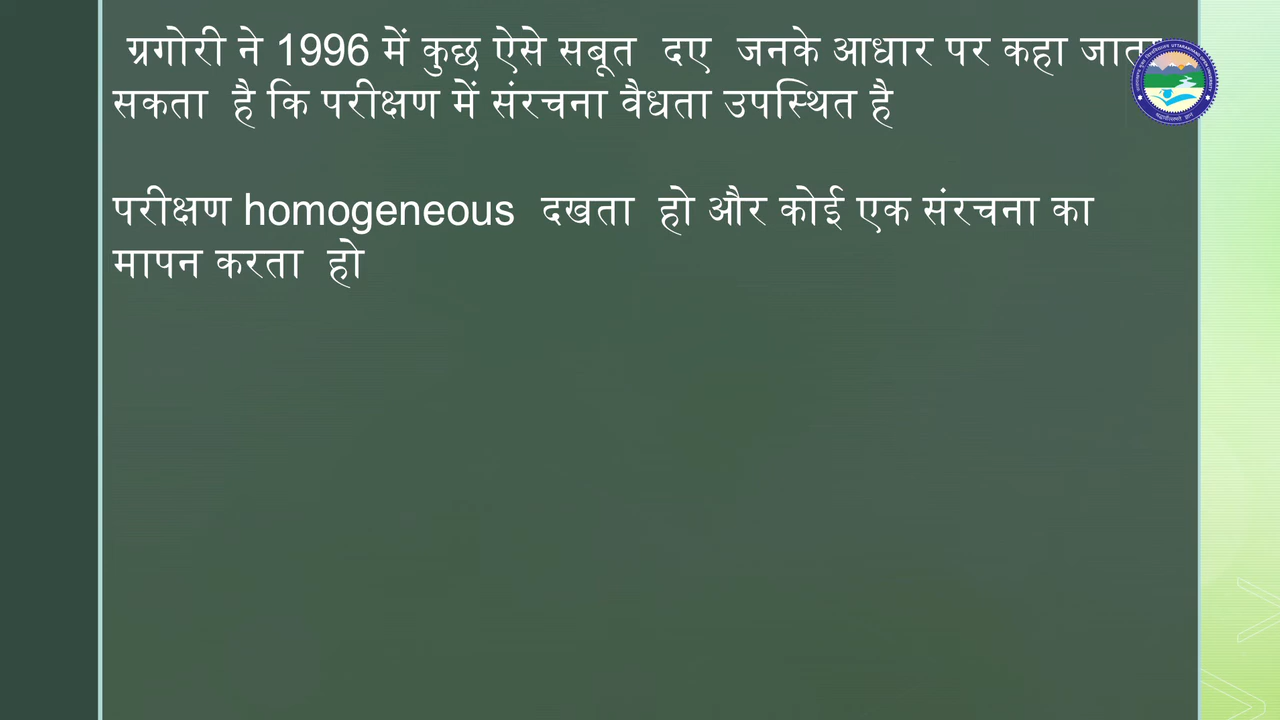 ग्रगोरी ने 1996 में कुछ ऐसे सबूत दए जनके आधार पर कहा जाता
सकता है कि परीक्षण में संरचना वैधता उपस्थित है
परीक्षण homogeneous दखता हो और कोई एक संरचना का
मापन करता हो